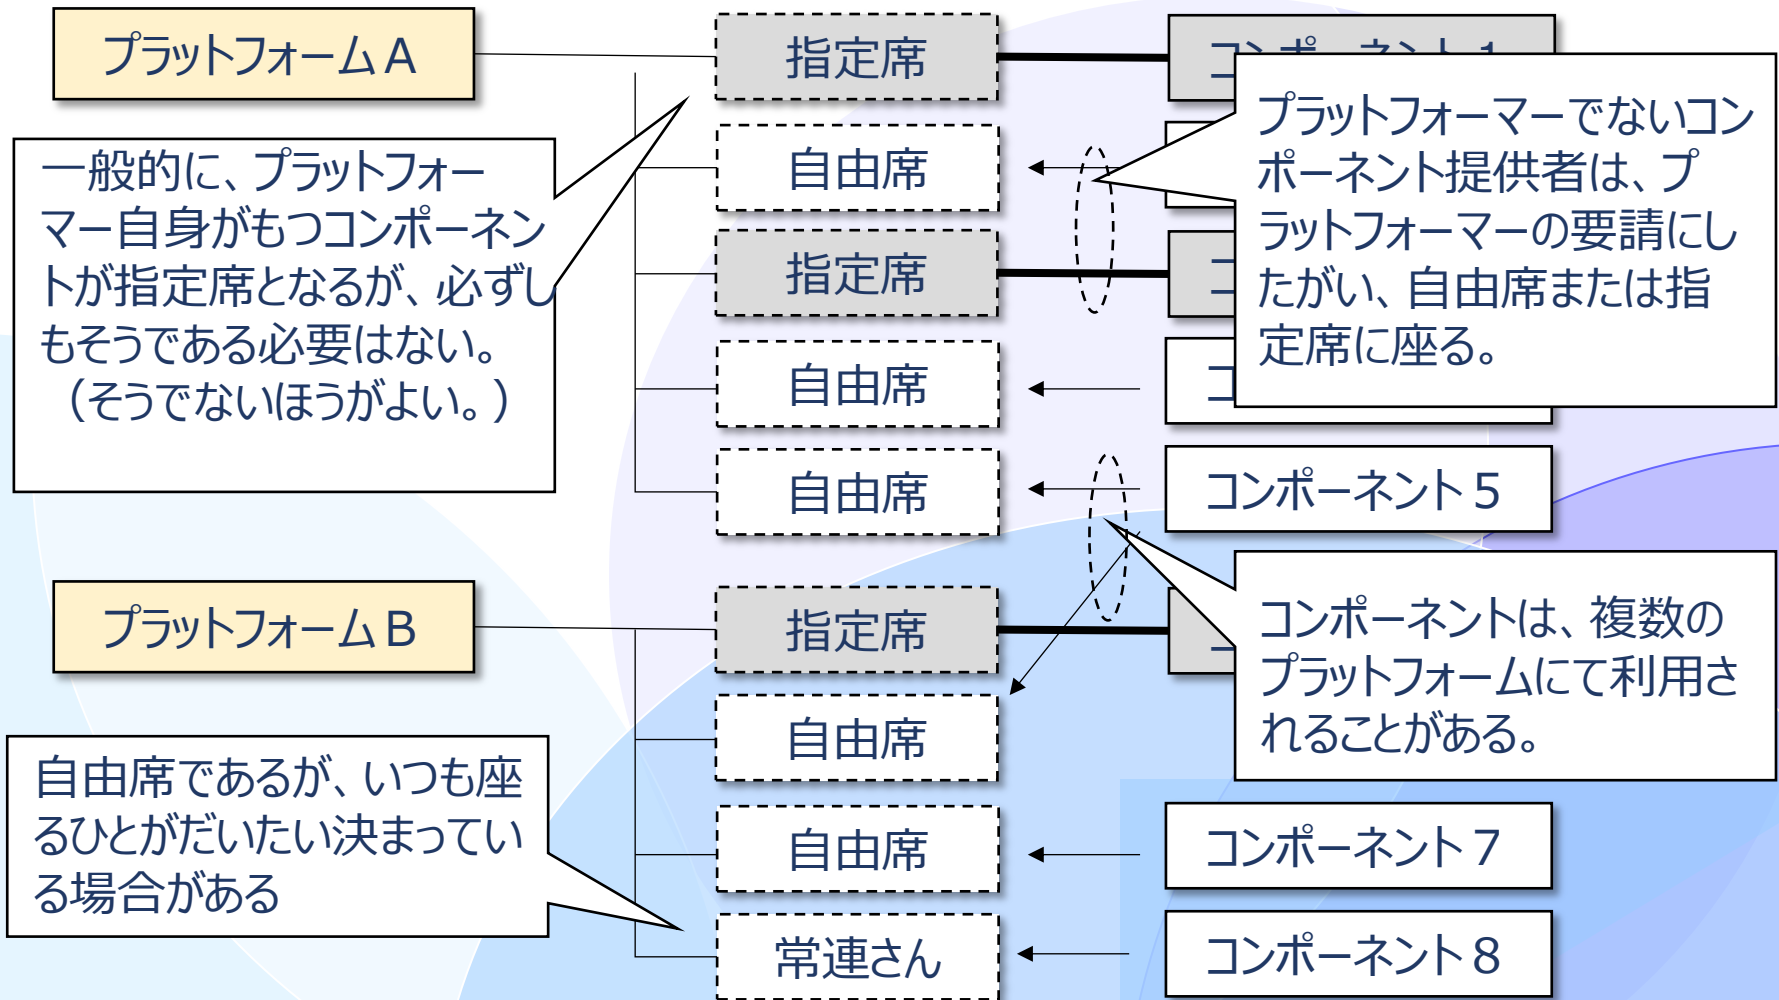 プラットフォームA
指定席
自由席
指定席
自由席
自由席
コンポーネント5
一般的に、プラットフォー
マー自身がもつコンポーネン
トが指定席となるが、必ずし
もそうである必要はない。
（そうでないほうがよい。）
プラットフォーマーでないコン
ポーネント提供者は、プ
ラットフォーマーの要請にし
たがい、自由席または指
定席に座る。
プラットフォームB
指定席
自由席
自由席
常連さん
コンポーネント7
コンポーネント8
コンポーネントは、複数の
プラットフォームにて利用さ
れることがある。
自由席であるが、いつも座
るひとがだいたい決まってい
る場合がある